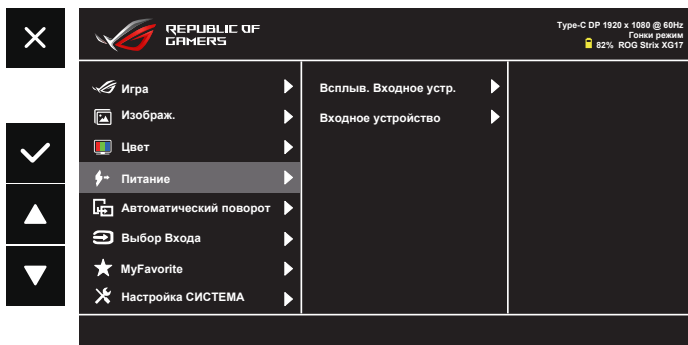 REPUBLIC OF
GAMERS
Type-C DP 1920 x 1080 @ 60Hz
Гонки режим
82% ROG Strix XG17
Игра
Изображ.
Цвет
Питание
Автоматический поворот
Выбор Входа
MyFavorite
Настройка СИСТЕМА
Всплыв. Входное устр.
Входное устройство